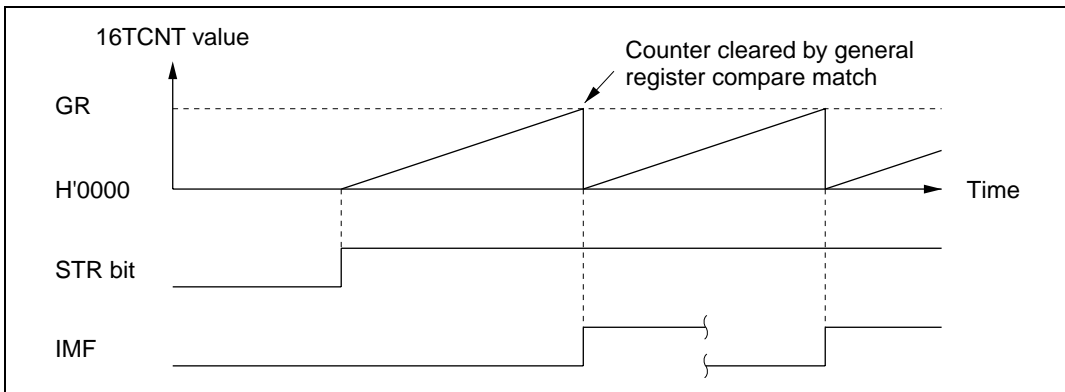 16TCNT value
Counter cleared by general
register compare match
GR
H'0000
Time
STR bit
IMF